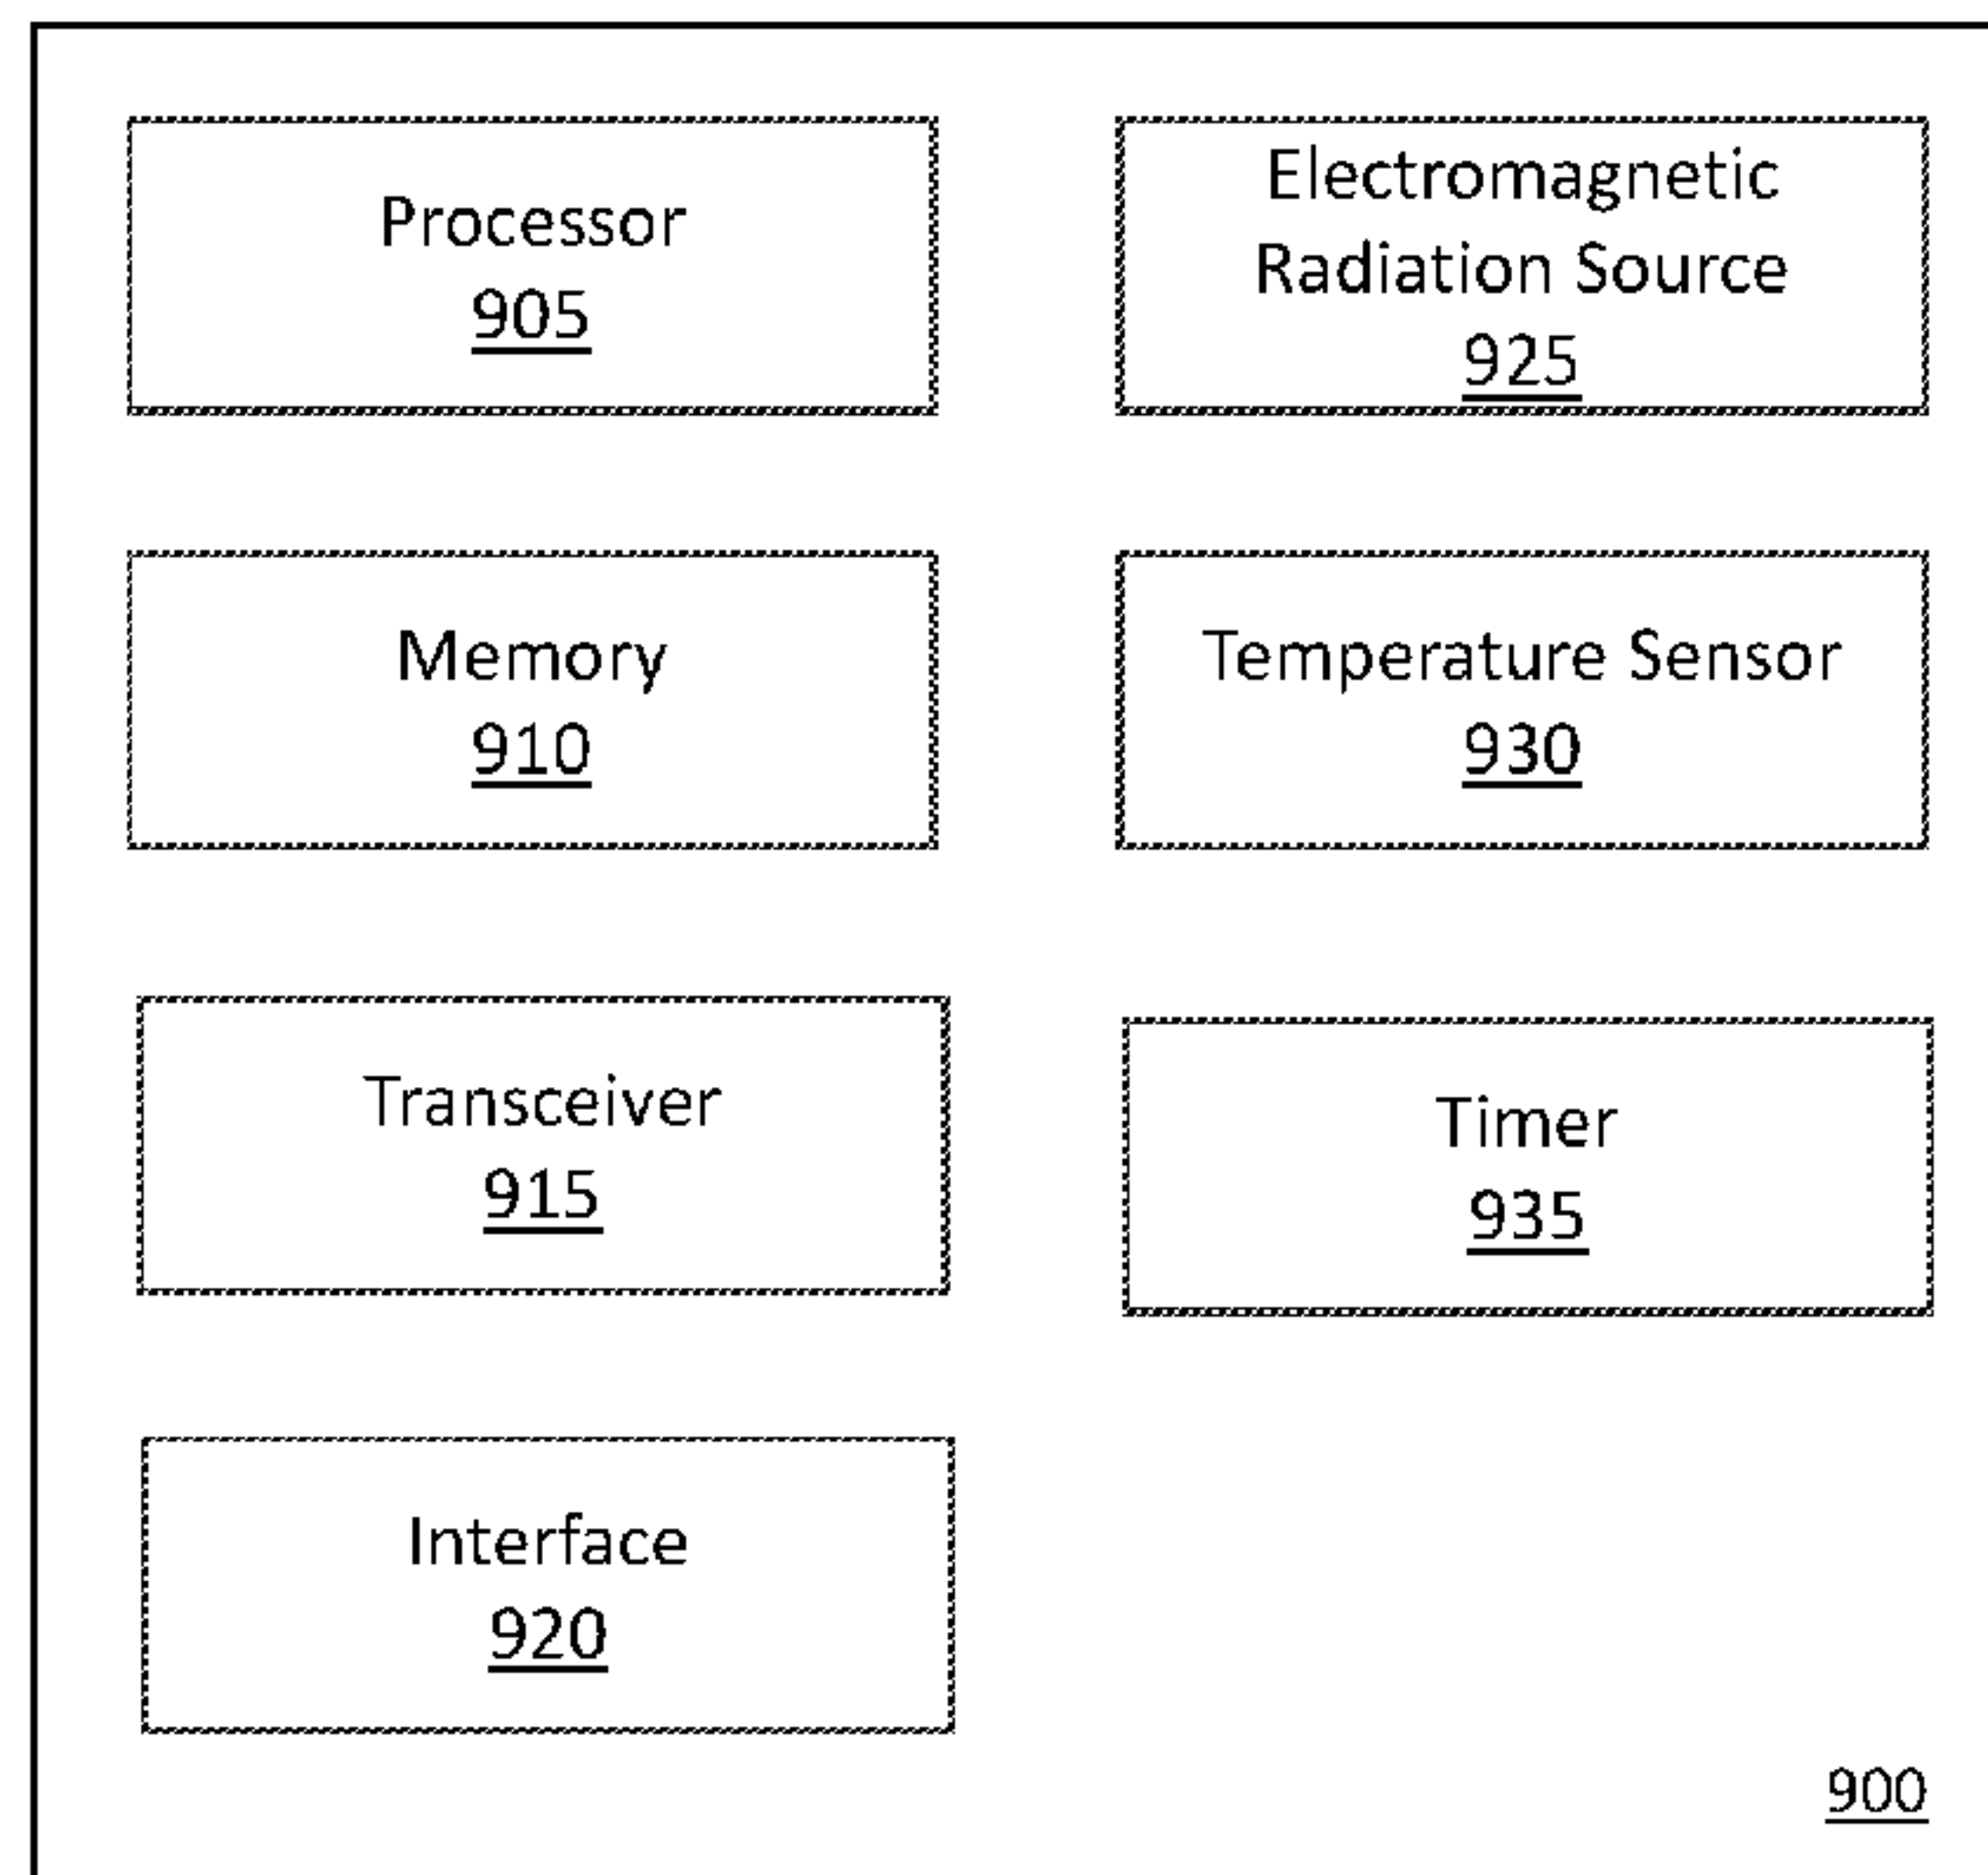 Processor
905
Electromagnetic
Radiation Source
925
Memory
910
Temperature Sensor
930
Transceiver
915
Timer
935
Interface
920
900